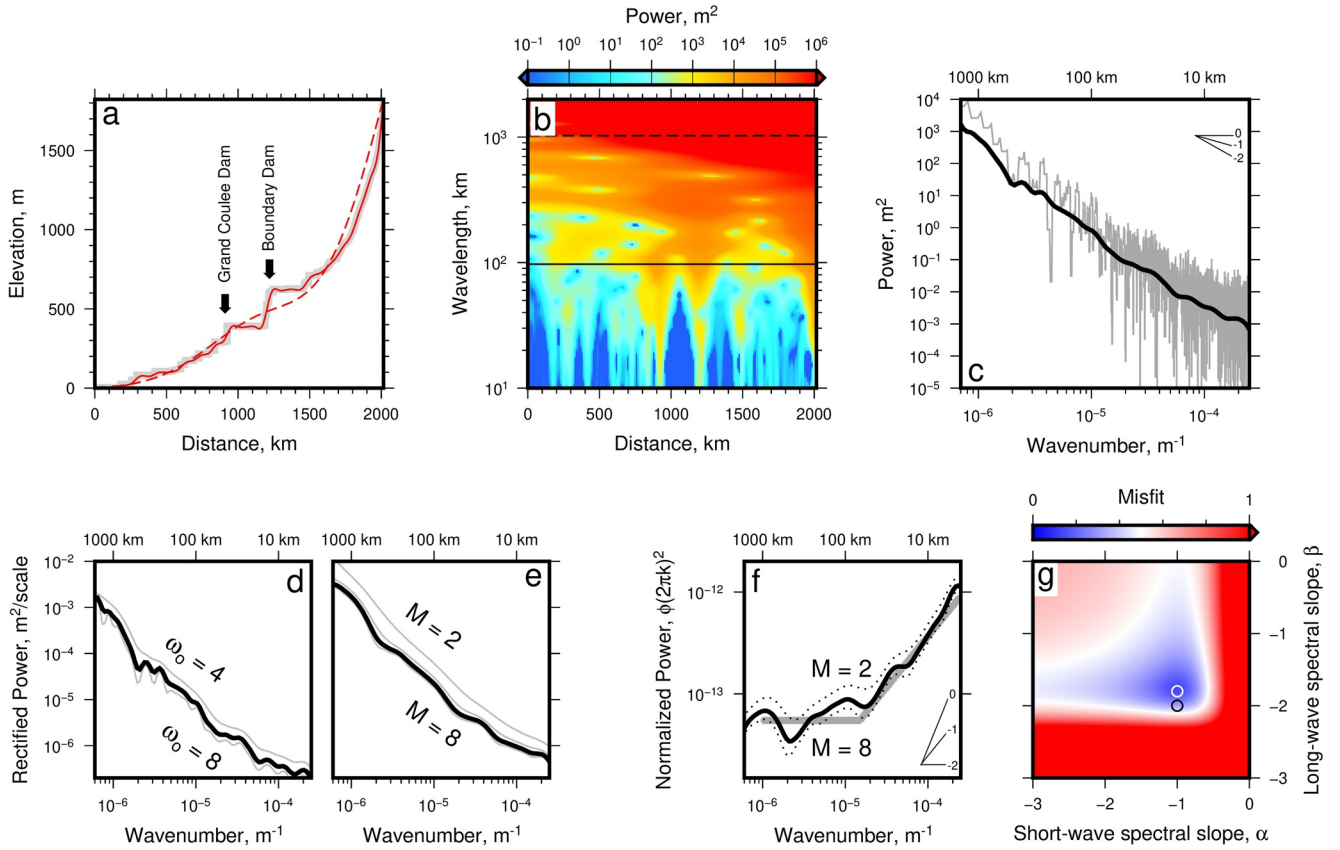 Power, m²
10⁻¹ 10⁰ 10¹ 10² 10³ 10⁴ 10⁵ 10⁶
a
Elevation, m
0
500
1000
1500
Grand Coulee Dam
Boundary Dam
0 500 1000 1500 2000
Distance, km
b
Wavelength, km
10³
10²
10¹
0 500 1000 1500 2000
Distance, km
1000 km 100 km 10 km
Power, m²
10⁴
10³
10²
10¹
10⁰
10⁻¹
10⁻²
10⁻³
10⁻⁴
10⁻⁵
0
-1
-2
c
10⁻⁶ 10⁻⁵ 10⁻⁴
Wavenumber, m⁻¹
1000 km 100 km 10 km
Rectified Power, m²/scale
10⁻²
10⁻³
10⁻⁴
10⁻⁵
10⁻⁶
d
ω₀ = 4
ω₀ = 8
10⁻⁶ 10⁻⁵ 10⁻⁴
Wavenumber, m⁻¹
1000 km 100 km 10 km
e
M = 2
M = 8
10⁻⁶ 10⁻⁵ 10⁻⁴
Wavenumber, m⁻¹
1000 km 100 km 10 km
Normalized Power, ϕ(2πk)²
10⁻¹²
10⁻¹³
f
M = 2
M = 8
0
-1
-2
10⁻⁶ 10⁻⁵ 10⁻⁴
Wavenumber, m⁻¹
Misfit
0 1
g
0
−1
−2
−3
Long-wave spectral slope, β
−3 −2 −1 0
Short-wave spectral slope, α